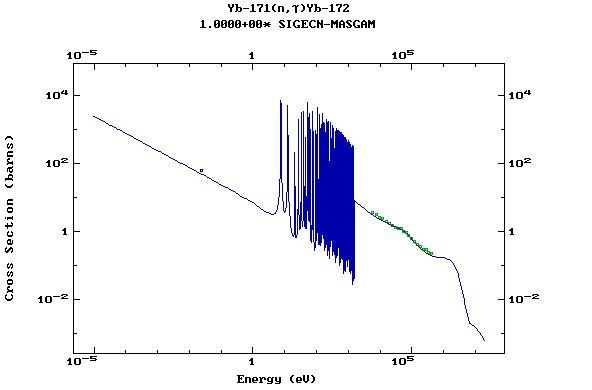 Yb-171(n,γ)Yb-172
1.0000+00* SIGECN-MASGAM
10⁻⁵ 1 10⁵
10⁴ 10⁴
10² 10²
1 1
10⁻² 10⁻²
10⁻⁵ 1 10⁵
Cross Section (barns)
Energy (eV)